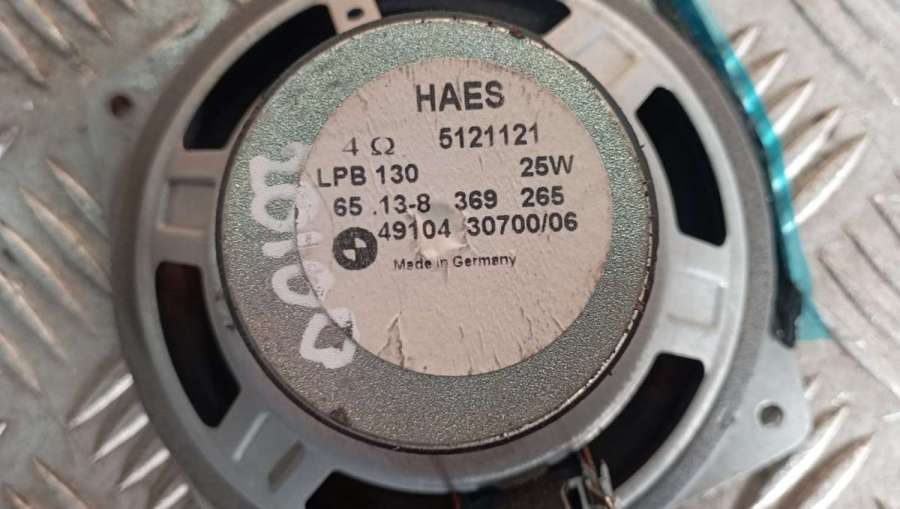 HAES
4 Ω 5121121
LPB 130 25W
65 .13-8 369 265
49104 30700/06
Made in Germany